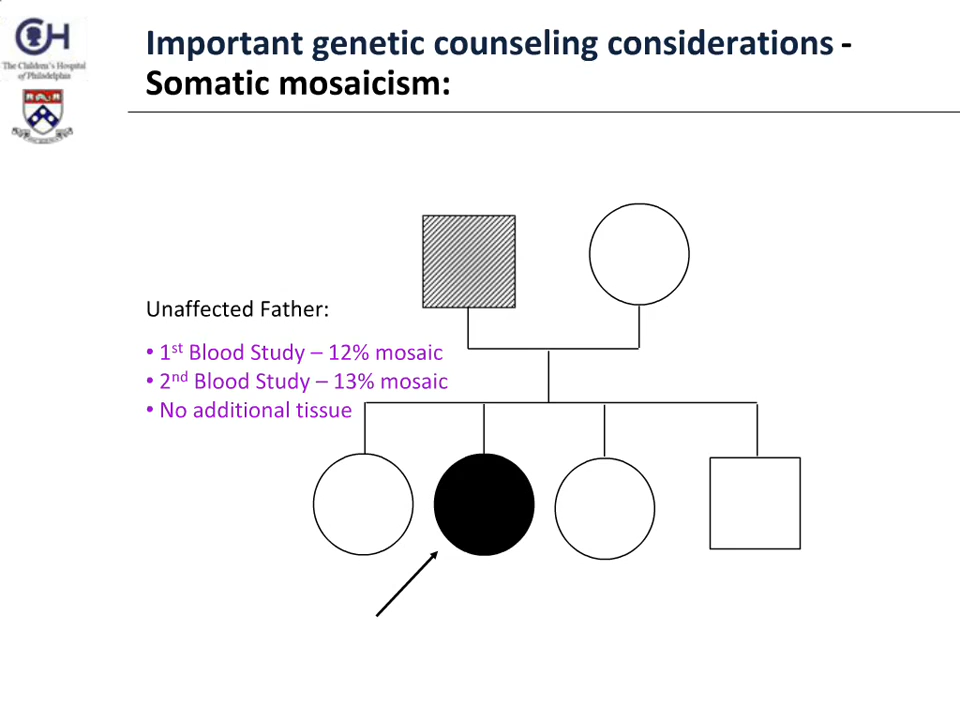 CH
The Children's Hospital
of Philadelphia
Important genetic counseling considerations -
Somatic mosaicism:
Unaffected Father:
• 1st Blood Study – 12% mosaic
• 2nd Blood Study – 13% mosaic
• No additional tissue